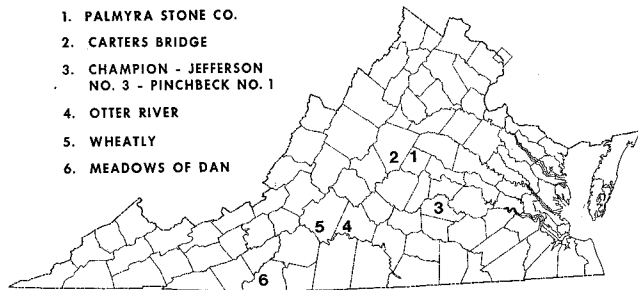 1. PALMYRA STONE CO.
2. CARTERS BRIDGE
3. CHAMPION - JEFFERSON
NO. 3 - PINCHBECK NO. 1
4. OTTER RIVER
5. WHEATLY
6. MEADOWS OF DAN
2 1
3
5 4
6